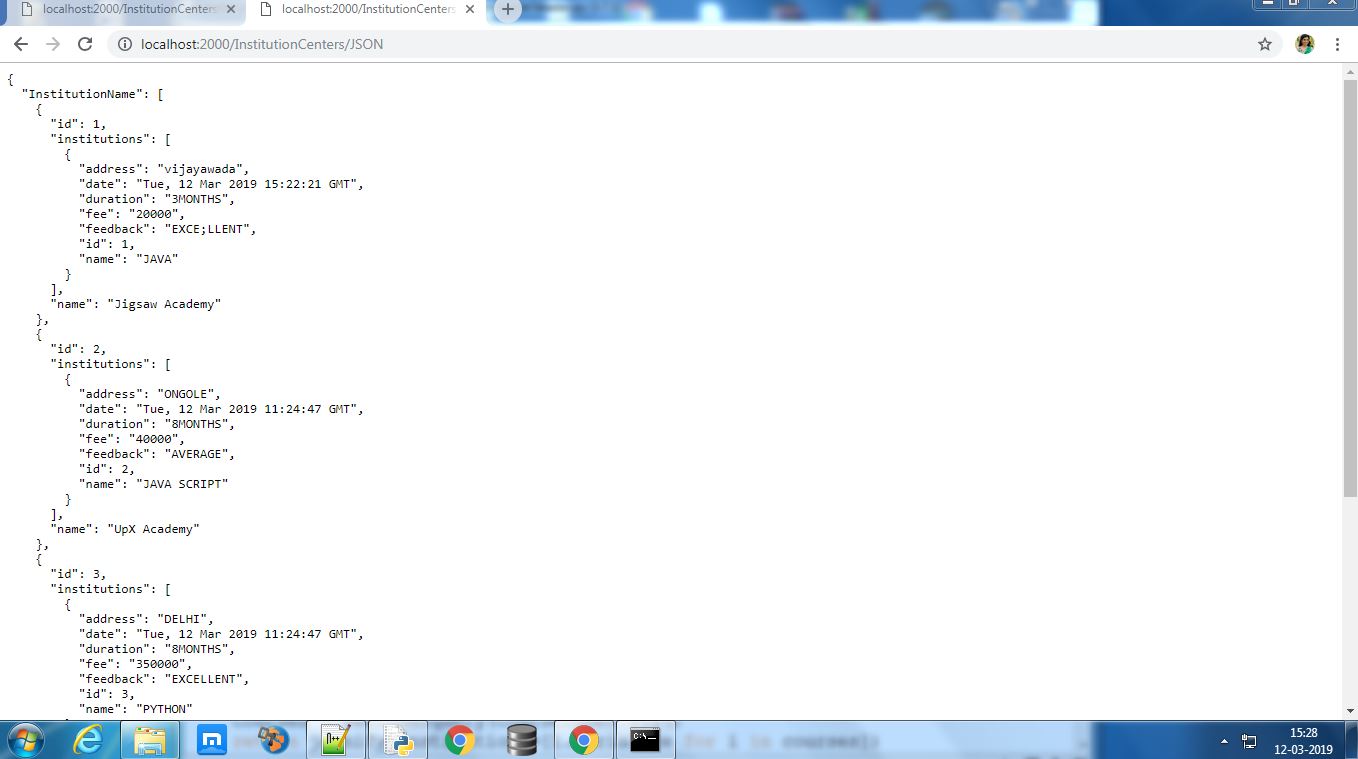 localhost:2000/InstitutionCenters
localhost:2000/InstitutionCenters
localhost:2000/InstitutionCenters/JSON
{
"InstitutionName": [
{
"id": 1,
"institutions": [
{
"address": "vijayawada",
"date": "Tue, 12 Mar 2019 15:22:21 GMT",
"duration": "3MONTHS",
"fee": "20000",
"feedback": "EXCE;LLENT",
"id": 1,
"name": "JAVA"
}
],
"name": "Jigsaw Academy"
},
{
"id": 2,
"institutions": [
{
"address": "ONGOLE",
"date": "Tue, 12 Mar 2019 11:24:47 GMT",
"duration": "8MONTHS",
"fee": "40000",
"feedback": "AVERAGE",
"id": 2,
"name": "JAVA SCRIPT"
}
],
"name": "UpX Academy"
},
{
"id": 3,
"institutions": [
{
"address": "DELHI",
"date": "Tue, 12 Mar 2019 11:24:47 GMT",
"duration": "8MONTHS",
"fee": "350000",
"feedback": "EXCELLENT",
"id": 3,
"name": "PYTHON"
for i in courses])
C:\_
15:28
12-03-2019